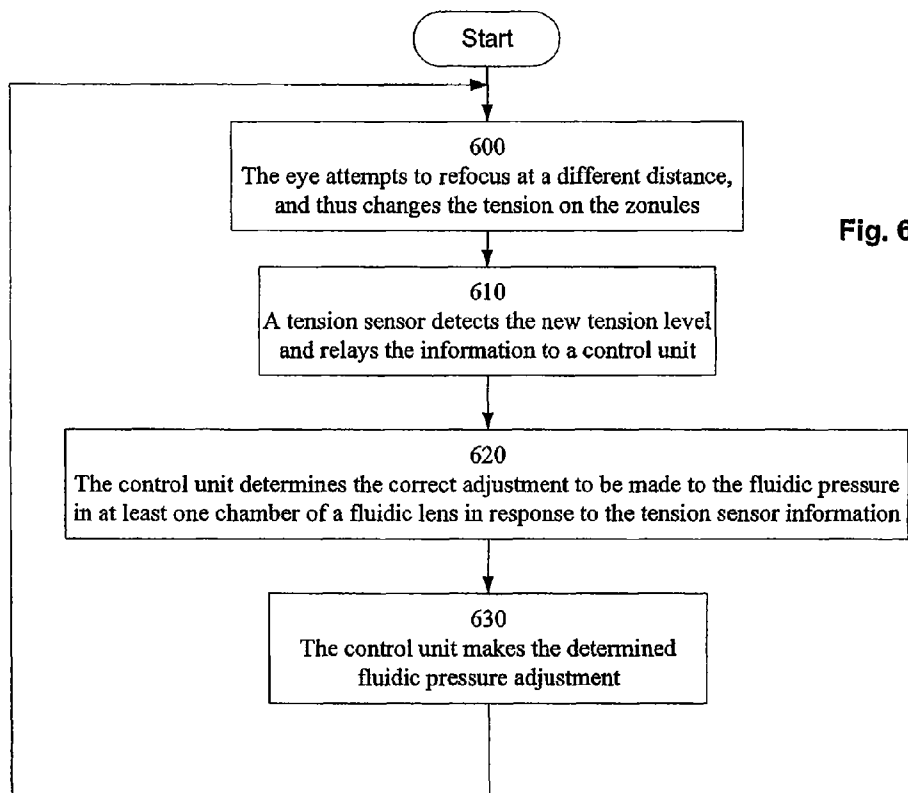 Start
600
The eye attempts to refocus at a different distance,
and thus changes the tension on the zonules
Fig. 6
610
A tension sensor detects the new tension level
and relays the information to a control unit
620
The control unit determines the correct adjustment to be made to the fluidic pressure
in at least one chamber of a fluidic lens in response to the tension sensor information
630
The control unit makes the determined
fluidic pressure adjustment